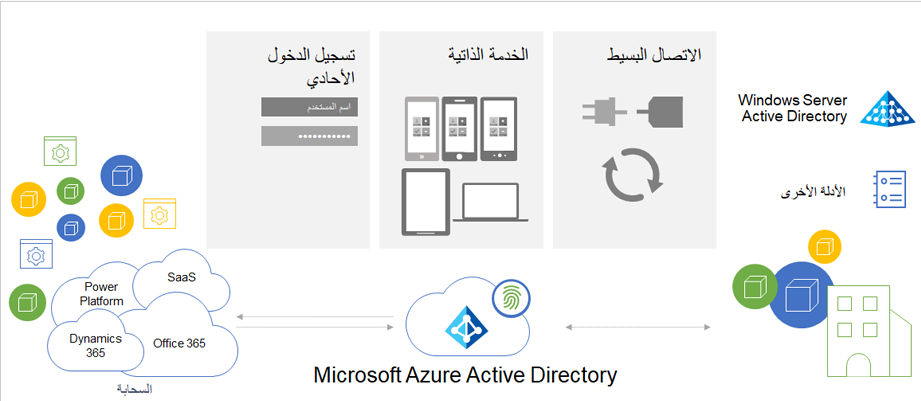 الاتصال البسيط
الخدمة الذاتية
تسجيل الدخول
الأحادي
اسم المستخدم
Windows Server
Active Directory
الأدلة الأخرى
SaaS
Power
Platform
Dynamics
365
Office 365
السحابة
Microsoft Azure Active Directory